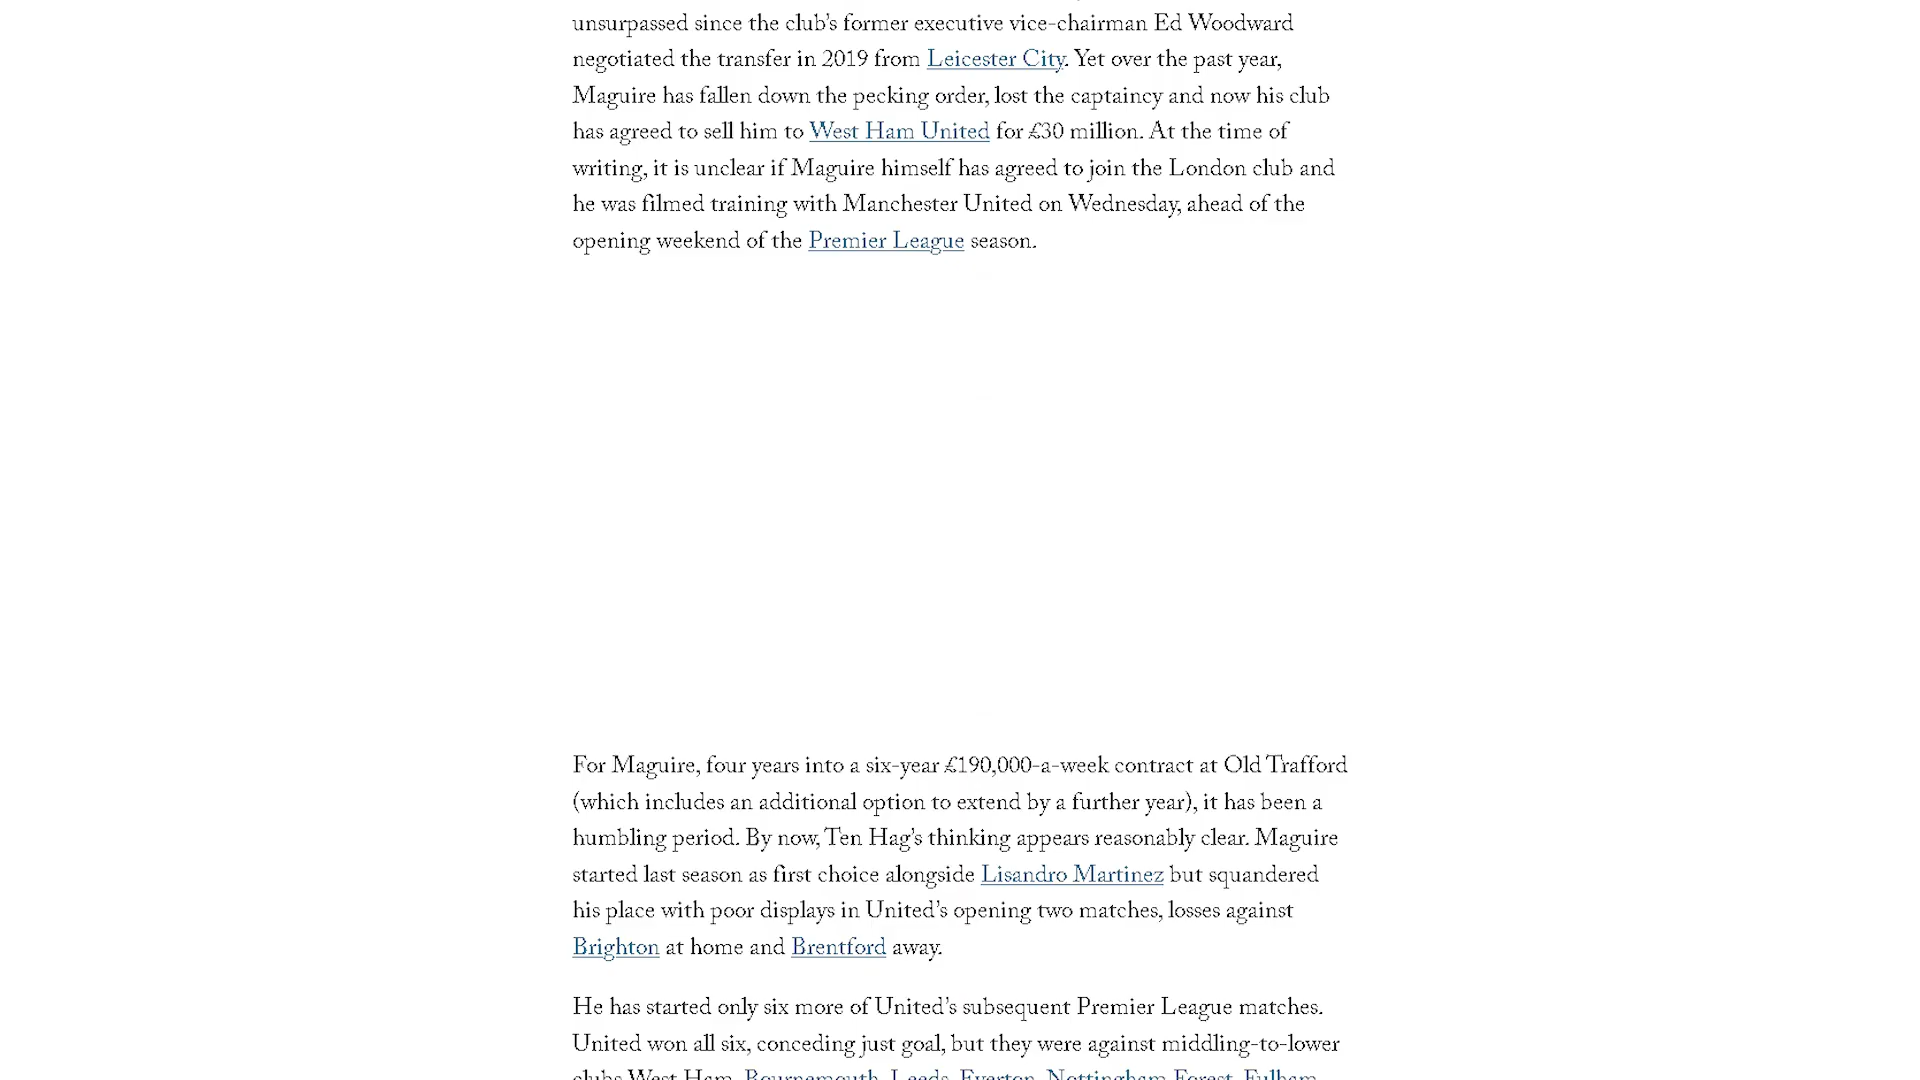 unsurpassed since the club’s former executive vice-chairman Ed Woodward
negotiated the transfer in 2019 from Leicester City. Yet over the past year,
Maguire has fallen down the pecking order, lost the captaincy and now his club
has agreed to sell him to West Ham United for £30 million. At the time of
writing, it is unclear if Maguire himself has agreed to join the London club and
he was filmed training with Manchester United on Wednesday, ahead of the
opening weekend of the Premier League season.
For Maguire, four years into a six-year £190,000-a-week contract at Old Trafford
(which includes an additional option to extend by a further year), it has been a
humbling period. By now, Ten Hag’s thinking appears reasonably clear. Maguire
started last season as first choice alongside Lisandro Martinez but squandered
his place with poor displays in United’s opening two matches, losses against
Brighton at home and Brentford away.
He has started only six more of United’s subsequent Premier League matches.
United won all six, conceding just goal, but they were against middling-to-lower
clubs West Ham, Bournemouth, Leeds, Everton, Nottingham Forest, Fulham